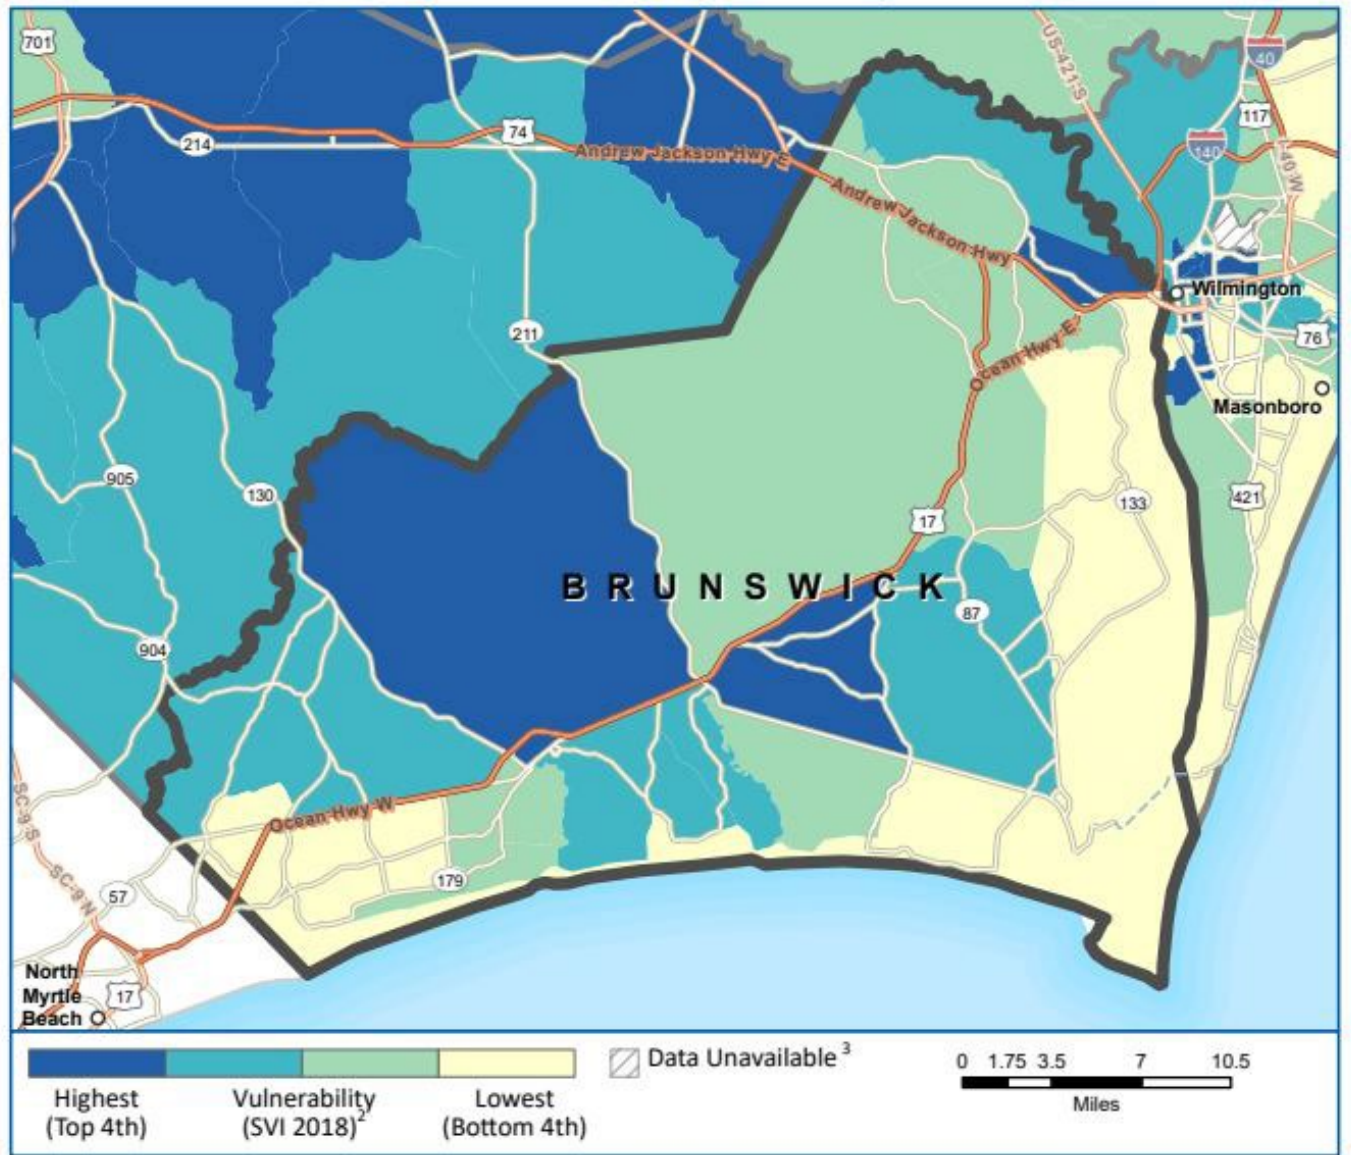 701
US-421 S
40
117
214
74
Andrew Jackson Hwy E
140
I-40 W
Andrew Jackson Hwy
Wilmington
211
76
Ocean Hwy E
Masonboro
905
130
133
421
17
BRUNSWICK
87
904
SC-9 S
Ocean Hwy W
179
57
SC-9 N
North
Myrtle
Beach
17
Data Unavailable 3
0 1.75 3.5 7 10.5
Miles
Highest
(Top 4th)
Vulnerability
(SVI 2018)2
Lowest
(Bottom 4th)